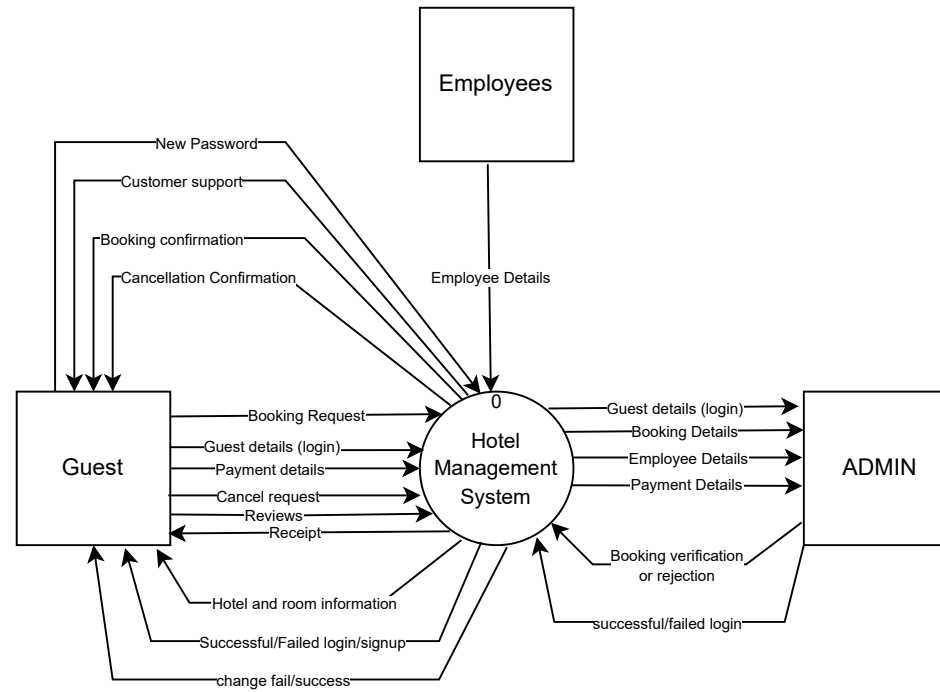 Employees
New Password
Customer support
Booking confirmation
Cancellation Confirmation
Employee Details
0
Hotel
Management
System
Guest
ADMIN
Booking Request
Guest details (login)
Payment details
Cancel request
Reviews
Receipt
Guest details (login)
Booking Details
Employee Details
Payment Details
Booking verification
or rejection
Hotel and room information
successful/failed login
Successful/Failed login/signup
change fail/success